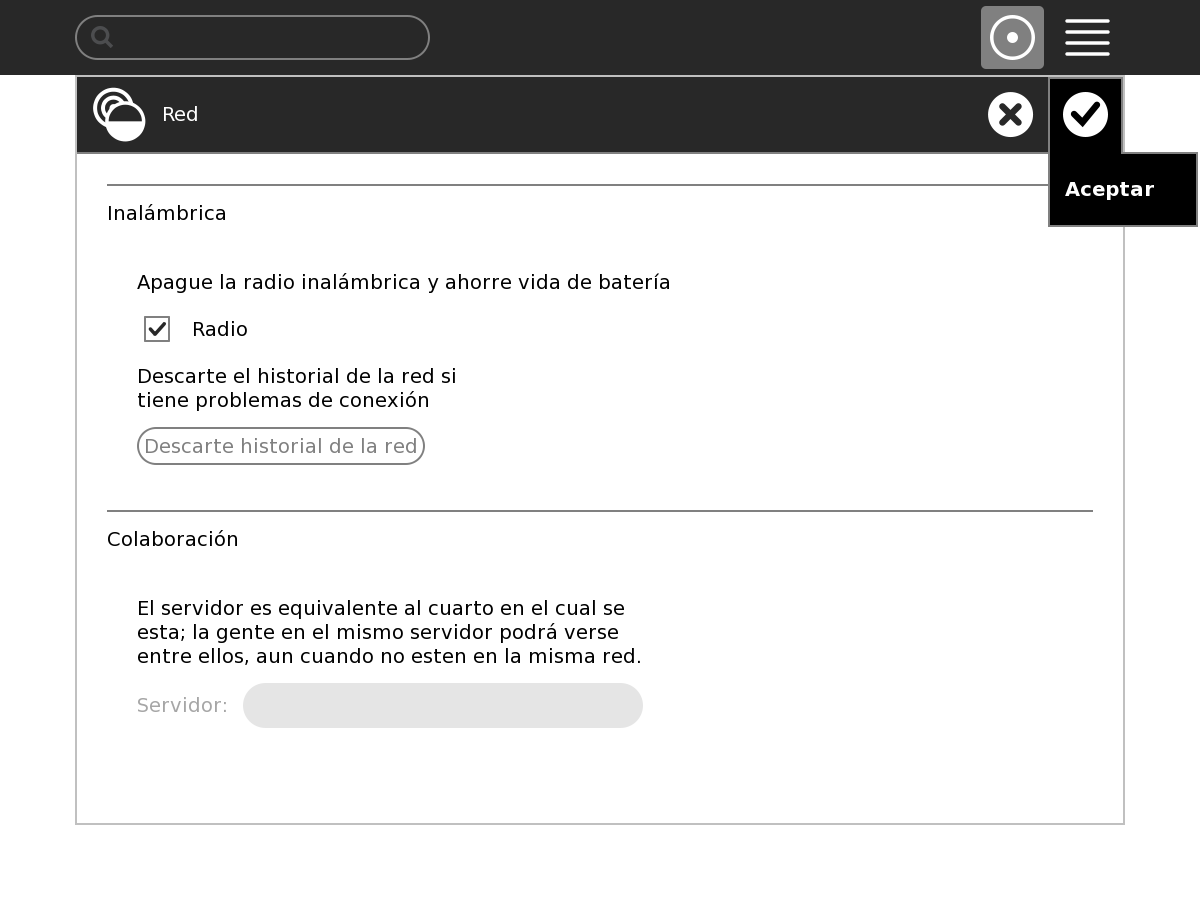 Red
Aceptar
Inalámbrica
Apague la radio inalámbrica y ahorre vida de batería
Radio
Descarte el historial de la red si
tiene problemas de conexión
Descarte historial de la red
Colaboración
El servidor es equivalente al cuarto en el cual se
esta; la gente en el mismo servidor podrá verse
entre ellos, aun cuando no esten en la misma red.
Servidor: